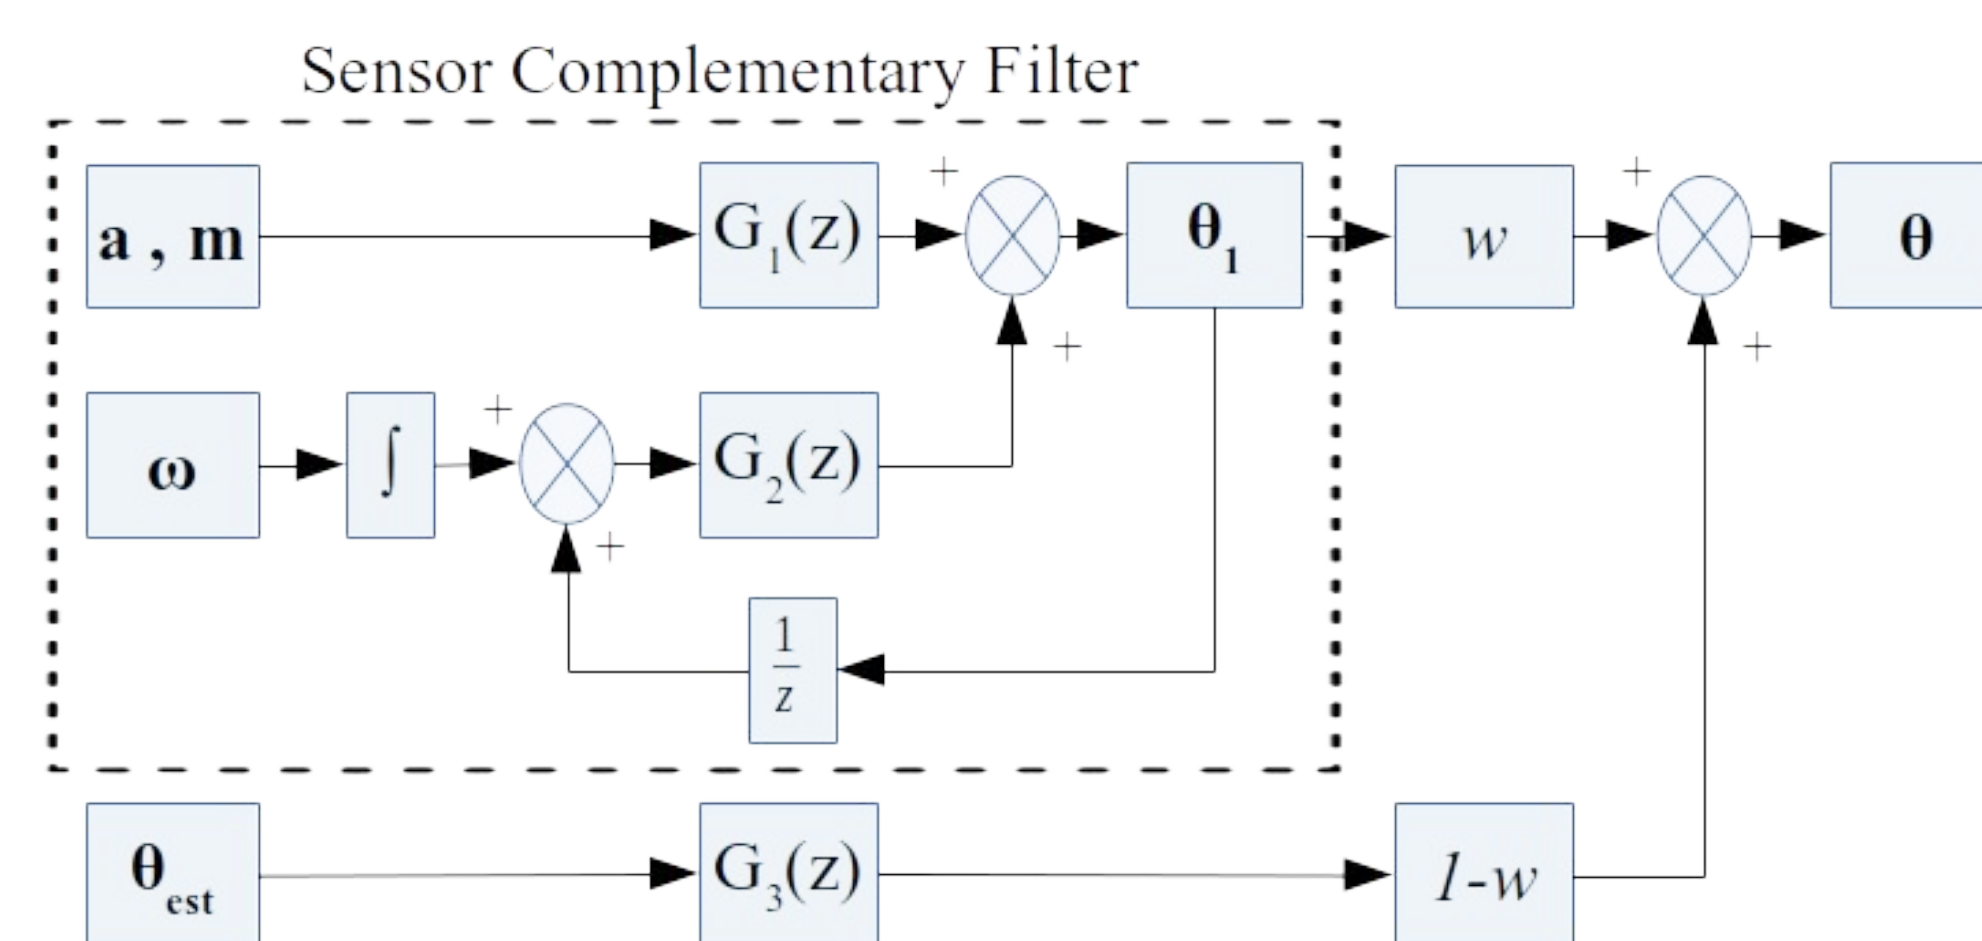 Sensor Complementary Filter
a , m
G1(z)
+
θ1
w
+
θ
+
+
ω
∫
+
G2(z)
+
1
z
θest
G3(z)
1-w